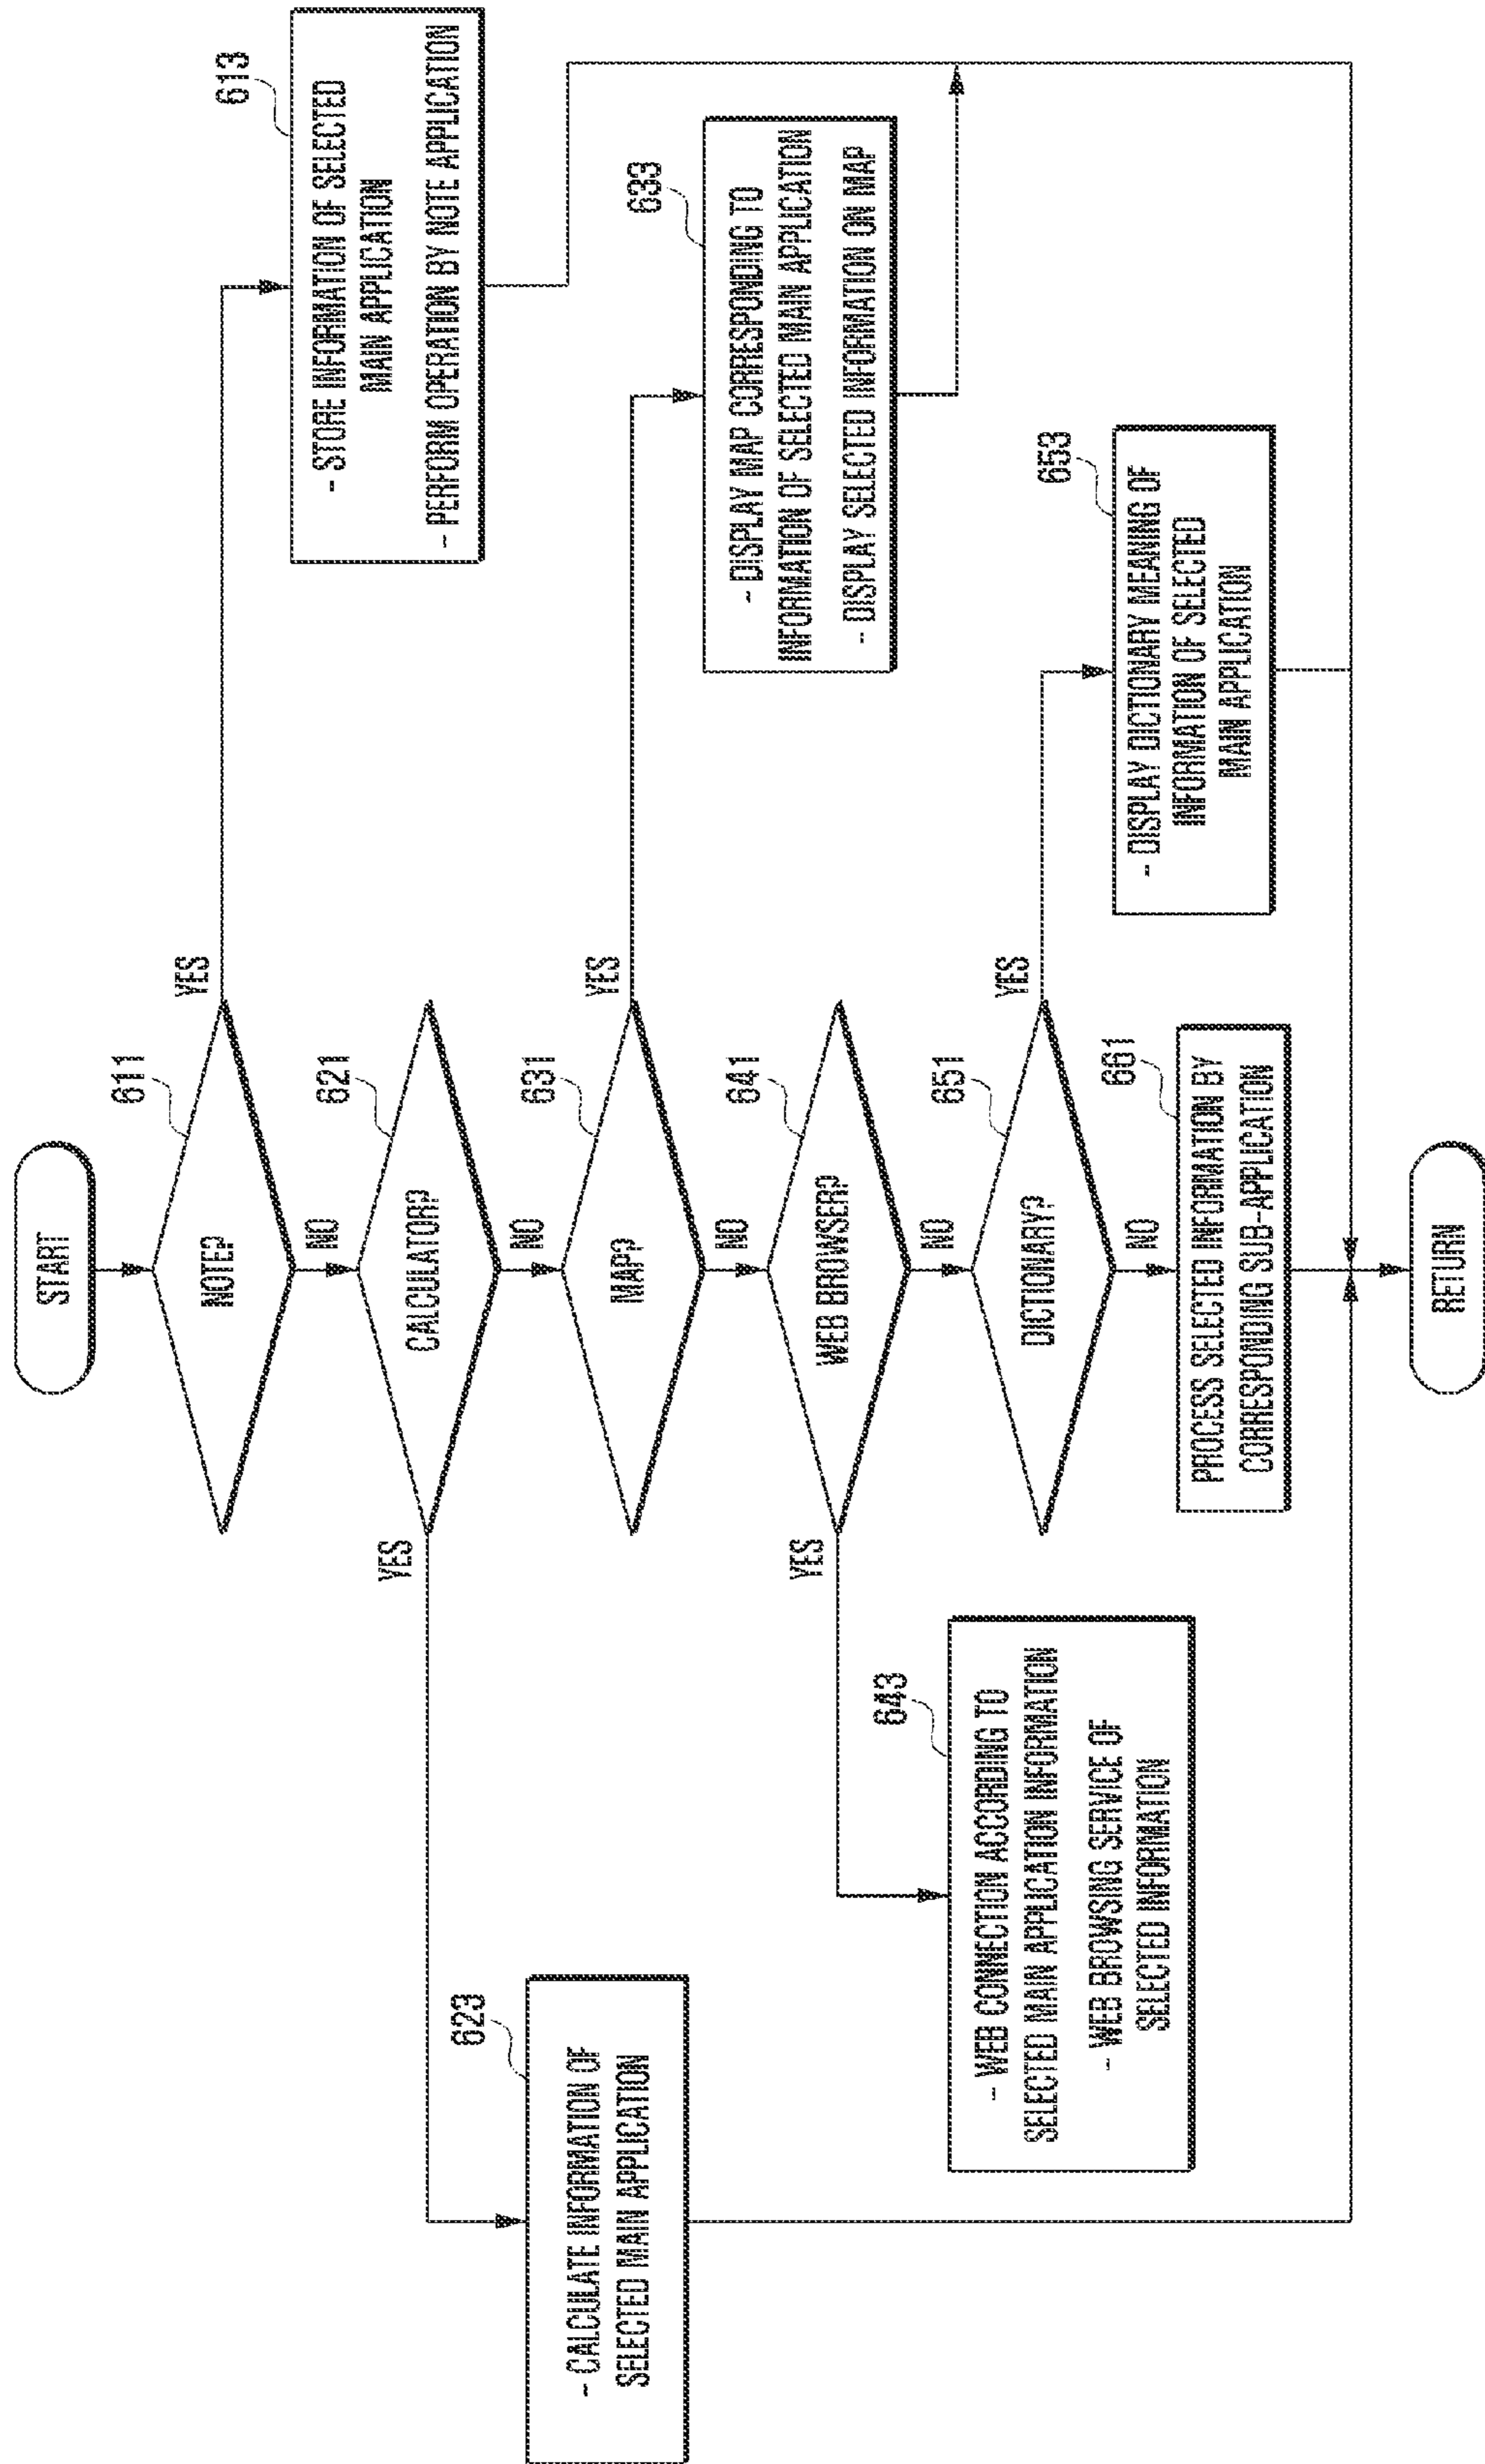 START
611
NOTE?
YES
NO
613
- STORE INFORMATION OF SELECTED
MAIN APPLICATION
- PERFORM OPERATION BY NOTE APPLICATION
621
CALCULATOR?
YES
NO
623
- CALCULATE INFORMATION OF
SELECTED MAIN APPLICATION
631
MAP?
YES
NO
633
- DISPLAY MAP CORRESPONDING TO
INFORMATION OF SELECTED MAIN APPLICATION
- DISPLAY SELECTED INFORMATION ON MAP
641
WEB BROWSER?
YES
NO
643
- WEB CONNECTION ACCORDING TO
SELECTED MAIN APPLICATION INFORMATION
- WEB BROWSING SERVICE OF
SELECTED INFORMATION
651
DICTIONARY?
YES
NO
653
- DISPLAY DICTIONARY MEANING OF
INFORMATION OF SELECTED
MAIN APPLICATION
661
PROCESS SELECTED INFORMATION BY
CORRESPONDING SUB-APPLICATION
RETURN